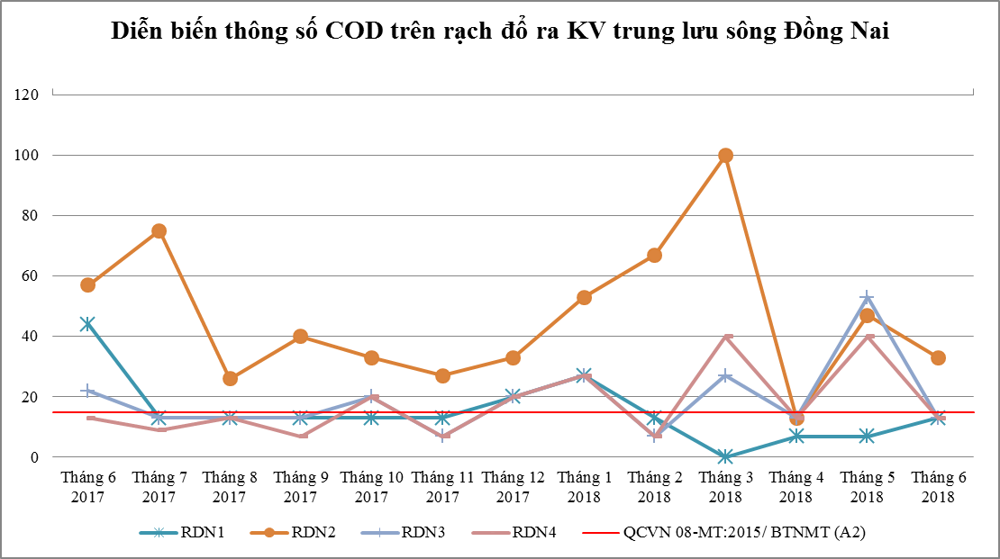 Diễn biến thông số COD trên rạch đổ ra KV trung lưu sông Đồng Nai
120
100
80
60
40
20
0
Tháng 6 Tháng 7 Tháng 8 Tháng 9 Tháng 10 Tháng 11 Tháng 12 Tháng 1 Tháng 2 Tháng 3 Tháng 4 Tháng 5 Tháng 6
2017 2017 2017 2017 2017 2017 2017 2018 2018 2018 2018 2018 2018
RDN1 RDN2 RDN3 RDN4 QCVN 08-MT:2015/ BTNMT (A2)